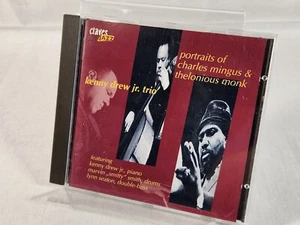 claves
JAZZ
portraits of
charles mingus &
thelonious monk
kenny drew jr. trio
featuring
kenny drew jr., piano
marvin „smitty“ smith, drums
lynn seaton, double-bass